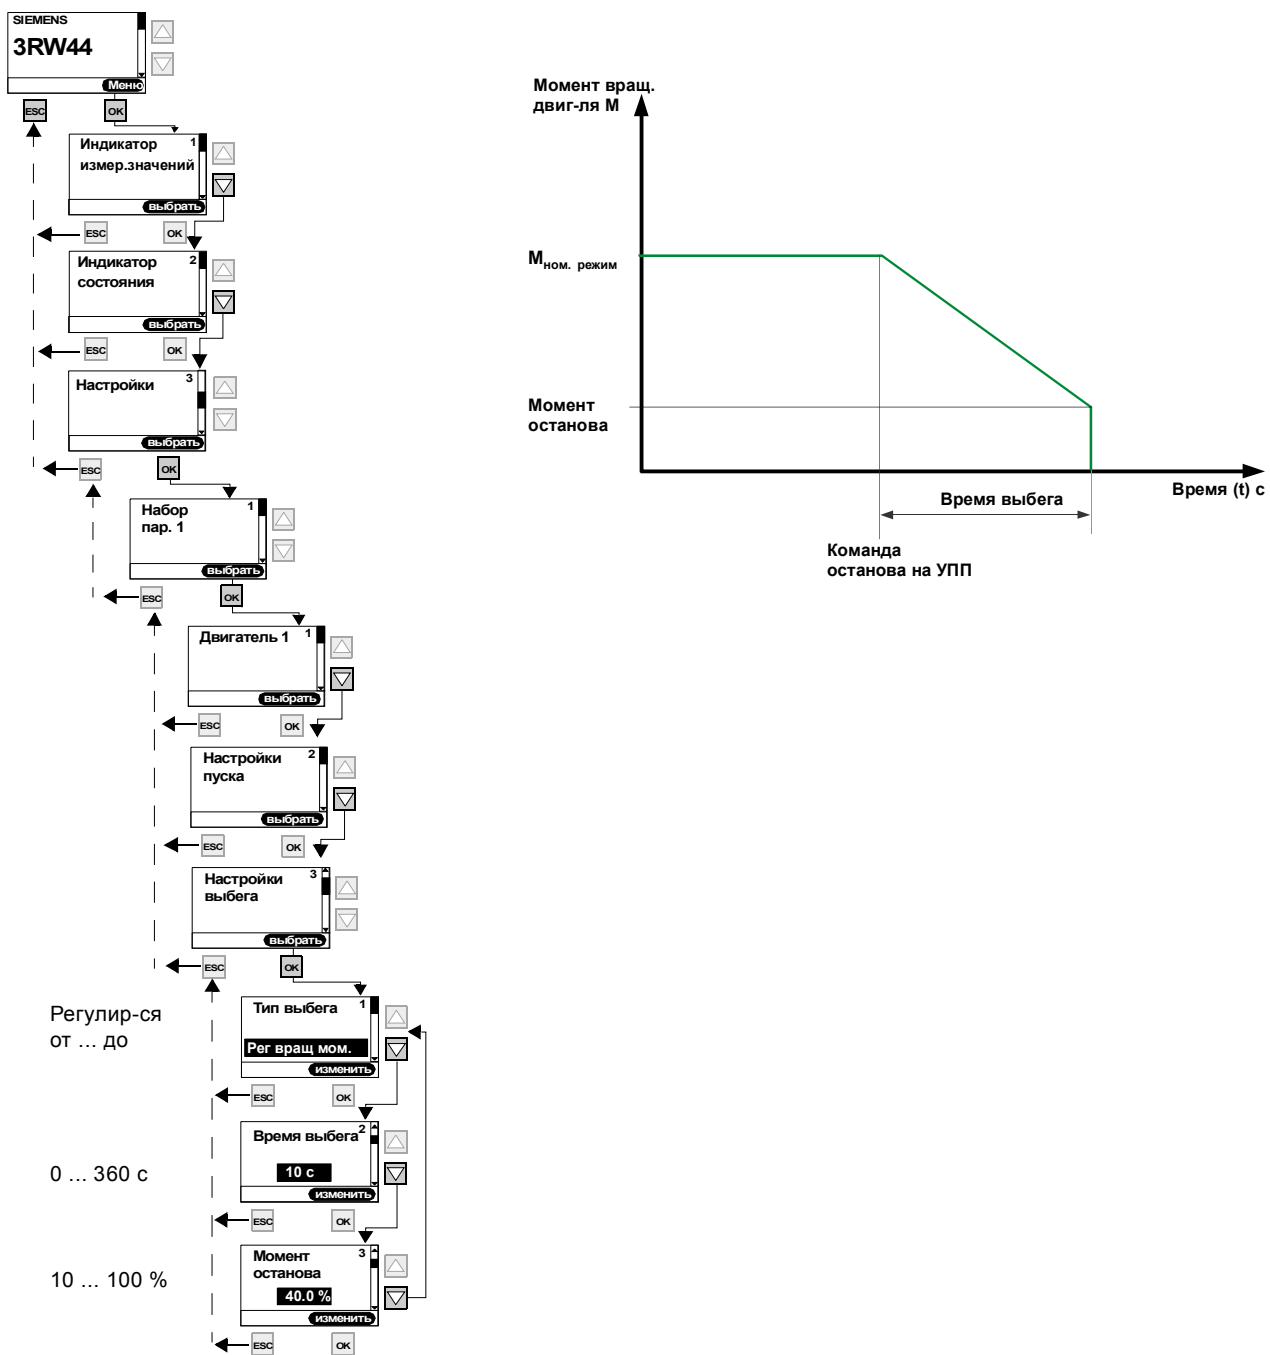 SIEMENS
3RW44
Меню
ESC
OK
Индикатор 1
измер.значений
выбрать
ESC
OK
Индикатор 2
состояния
выбрать
ESC
OK
Настройки 3
выбрать
ESC
OK
Набор 1
пар. 1
выбрать
ESC
OK
Двигатель 1 1
выбрать
ESC
OK
Настройки 2
пуска
выбрать
ESC
OK
Настройки 3
выбега
выбрать
ESC
OK
Регулир-ся
от ... до
Тип выбега 1
Рег вращ мом.
изменить
ESC
OK
0 ... 360 с
Время выбега 2
10 с
изменить
ESC
OK
10 ... 100 %
Момент 3
останова
40.0 %
изменить
ESC
OK
Момент вращ.
двиг-ля М
Мном. режим
Момент
останова
Время (t) с
Время выбега
Команда
останова на УПП